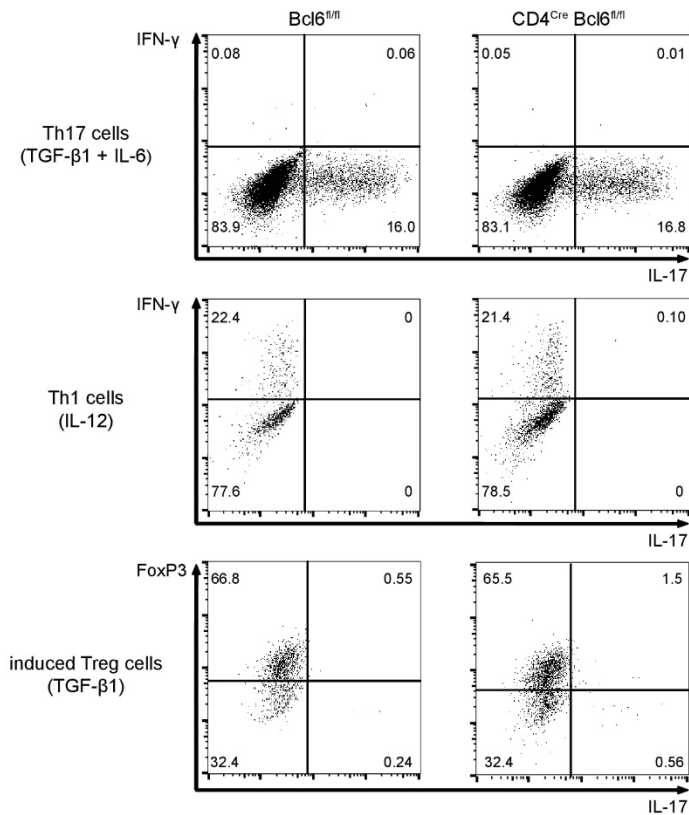 Bcl6fl/fl CD4Cre Bcl6fl/fl
IFN-γ
0.08 0.06 0.05 0.01
Th17 cells
(TGF-β1 + IL-6)
83.9 16.0 83.1 16.8
IL-17
IFN-γ
22.4 0 21.4 0.10
Th1 cells
(IL-12)
77.6 0 78.5 0
IL-17
FoxP3
66.8 0.55 65.5 1.5
induced Treg cells
(TGF-β1)
32.4 0.24 32.4 0.56
IL-17